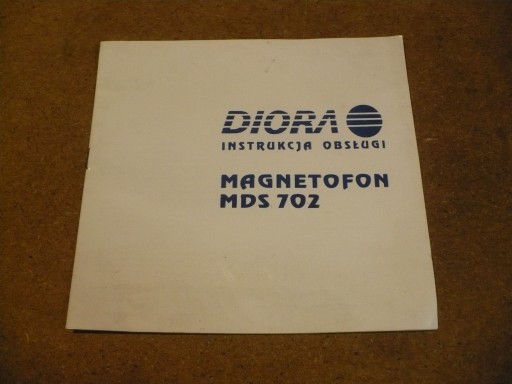 DIORA
INSTRUKCJA OBSŁUGI
MAGNETOFON
MDS 702